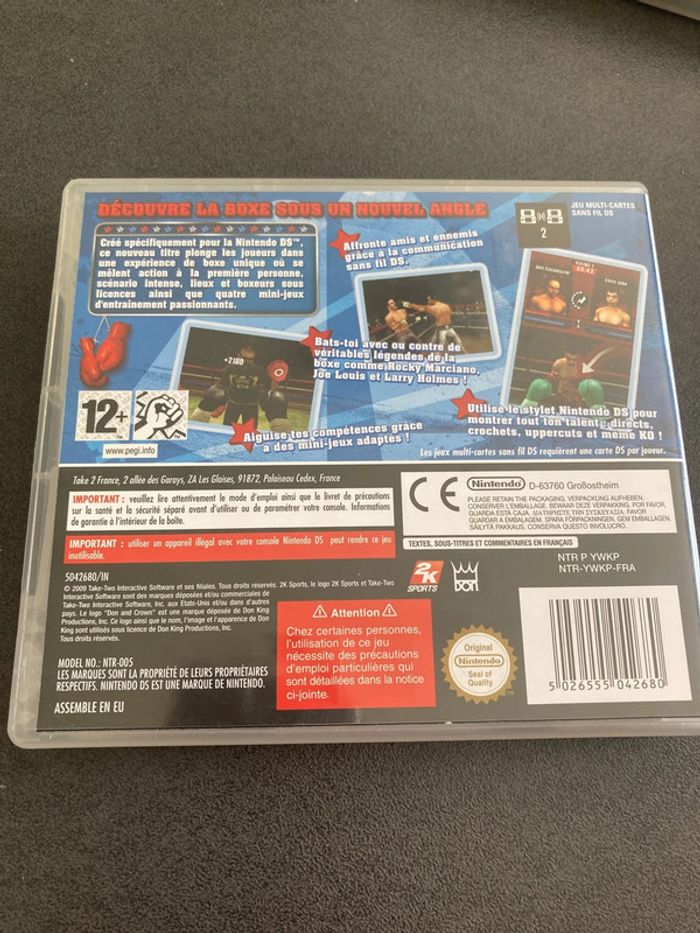 DÉCOUVRE LA BOXE SOUS UN NOUVEL ANGLE
Créé spécifiquement pour la Nintendo DS™,
ce nouveau titre plonge les joueurs dans
une expérience de boxe unique où se
mêlent action à la première personne,
scénario intense, lieux et boxeurs sous
licences ainsi que quatre mini-jeux
d'entrainement passionnants.
Affronte amis et ennemis
grâce à la communication
sans fil DS.
2
JEU MULTI-CARTES
SANS FIL DS
ROUND 1
Bats-toi avec ou contre de
véritables légendes de la
boxe comme Rocky Marciano,
Joe Louis et Larry Holmes !
+2180
Aiguise tes compétences grâce
a des mini-jeux adaptes !
Utilise le stylet Nintendo DS pour
montrer tout ton talent : directs,
crochets, uppercuts et meme KO !
Les jeux multi-cartes sans fil DS requièrent une carte DS par joueur.
12+
www.pegi.info
Take 2 France, 2 allée des Garays, ZA Les Glaises, 91872, Palaiseau Cedex, France
IMPORTANT : veuillez lire attentivement le mode d'emploi ainsi que le livret de précautions
sur la santé et la sécurité séparé avant d'utiliser ou de paramétrer votre console. Informations
de garantie à l'intérieur de la boîte.
IMPORTANT : utiliser un appareil illégal avec votre console Nintendo DS peut rendre ce jeu
inutilisable.
CE
Nintendo D-63760 Großostheim
PLEASE RETAIN THE PACKAGING. VERPACKUNG AUFHEBEN.
CONSERVER L'EMBALLAGE. BEWAAR DEZE VERPAKKING. POR FAVOR,
GUARDA ESTA CAJA. ΔΙΑΤΗΡΗΣΤΕ ΤΗΝ ΣΥΣΚΕΥΑΣΙΑ. FAVOR
GUARDAR A EMBALAGEM. SPARA FÖRPACKNINGEN. GEM EMBALLAGEN.
SÄILYTÄ PAKKAUS. CONSERVA QUESTO INVOLUCRO.
TEXTES, SOUS-TITRES ET COMMENTAIRES EN FRANÇAIS
NTR P YWKP
NTR-YWKP-FRA
2K
SPORTS
DON
5042680/IN
© 2009 Take-Two Interactive Software et ses filiales. Tous droits réservés. 2K Sports, le logo 2K Sports et Take-Two
Interactive Software sont des marques déposées et/ou commerciales de
Take-Two Interactive Software, Inc. aux Etats-Unis et/ou dans d'autres
pays. Le logo "Don and Crown" est une marque déposée de Don King
Productions, Inc. Ce logo ainsi que le nom, l'image et l'apparence de Don
King sont utilisés sous licence de Don King Productions, Inc.
Tous droits réservés.
MODEL NO.: NTR-005
LES MARQUES SONT LA PROPRIÉTÉ DE LEURS PROPRIÉTAIRES
RESPECTIFS. NINTENDO DS EST UNE MARQUE DE NINTENDO.
ASSEMBLE EN EU
⚠ Attention ⚠
Chez certaines personnes,
l'utilisation de ce jeu
nécessite des précautions
d'emploi particulières qui
sont détaillées dans la notice
ci-jointe.
Original
Nintendo
Seal of
Quality
5 026555 042680